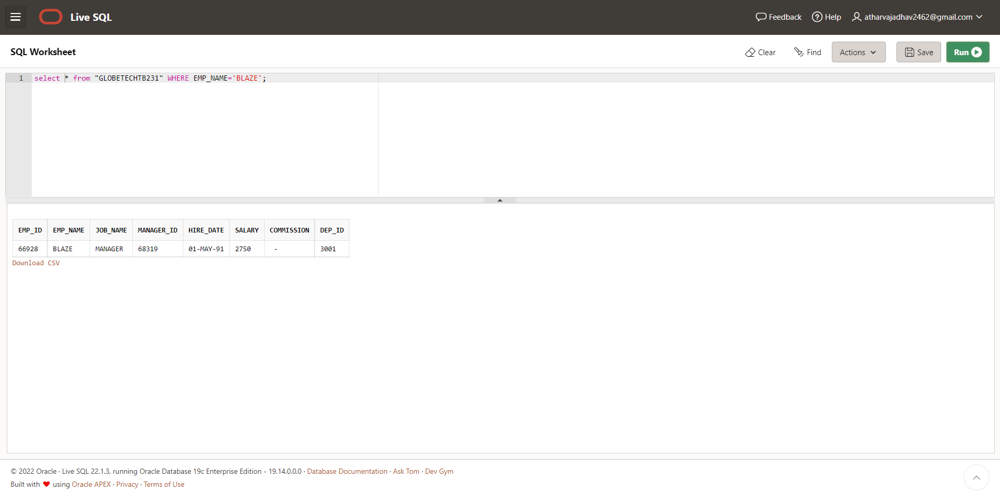 Live SQL
Feedback Help atharvajadhav2462@gmail.com
SQL Worksheet
Clear Find Actions Save Run
1 select * from "GLOBETECHTB231" WHERE EMP_NAME='BLAZE';
EMP_ID EMP_NAME JOB_NAME MANAGER_ID HIRE_DATE SALARY COMMISSION DEP_ID
66928 BLAZE MANAGER 68319 01-MAY-91 2750 - 3001
Download CSV
© 2022 Oracle · Live SQL 22.1.3, running Oracle Database 19c Enterprise Edition - 19.14.0.0.0 · Database Documentation · Ask Tom · Dev Gym
Built with ❤ using Oracle APEX · Privacy · Terms of Use